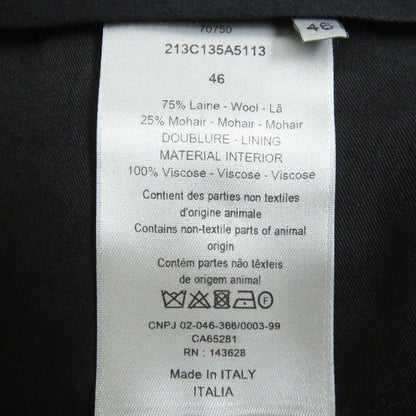 70750
46
213C135A5113
46
75% Laine - Wool - Lã
25% Mohair - Mohair - Mohair
DOUBLURE - LINING
MATERIAL INTERIOR
100% Viscose - Viscose - Viscose
Contient des parties non textiles
d'origine animale
Contains non-textile parts of animal
origin
Contém partes não têxteis
de origem animal
CNPJ 02-046-366/0003-99
CA65281
RN : 143628
Made In ITALY
ITALIA